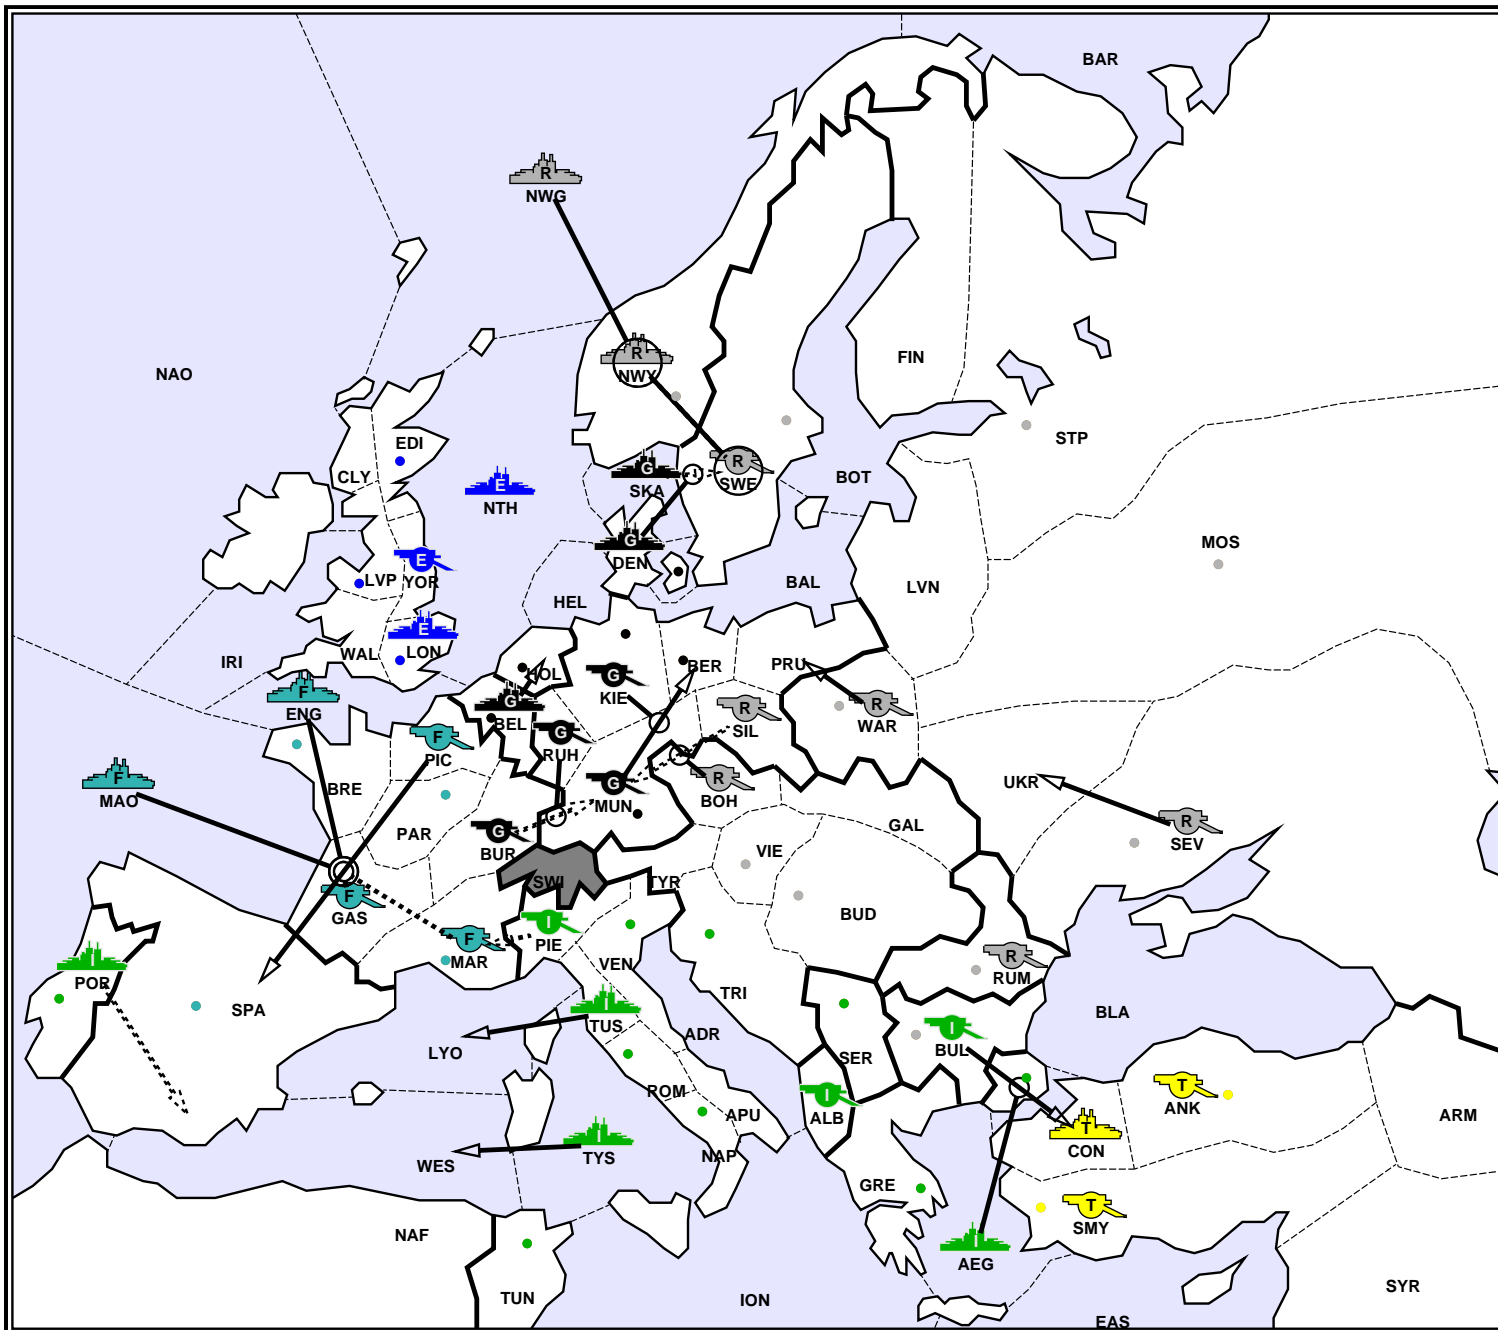 BAR
R
NWG
R
NWY
NAO
FIN
EDI
STP
CLY
G
SKA
R
SWE
BOT
E
NTH
G
DEN
MOS
E
YOR
LVP
BAL
LVN
HEL
E
LON
WAL
IRI
HOL
BER
PRU
F
ENG
G
KIE
G
BEL
R
SIL
R
WAR
F
PIC
G
RUH
F
MAO
BRE
G
MUN
R
BOH
UKR
PAR
G
BUR
GAL
R
SEV
VIE
SWI
TYR
F
GAS
BUD
I
PIE
F
MAR
VEN
R
RUM
I
POR
SPA
TRI
I
TUS
BLA
LYO
ADR
I
BUL
SER
ROM
I
ALB
APU
T
ANK
ARM
T
CON
I
TYS
WES
NAP
GRE
T
SMY
NAF
I
AEG
TUN
ION
SYR
EAS